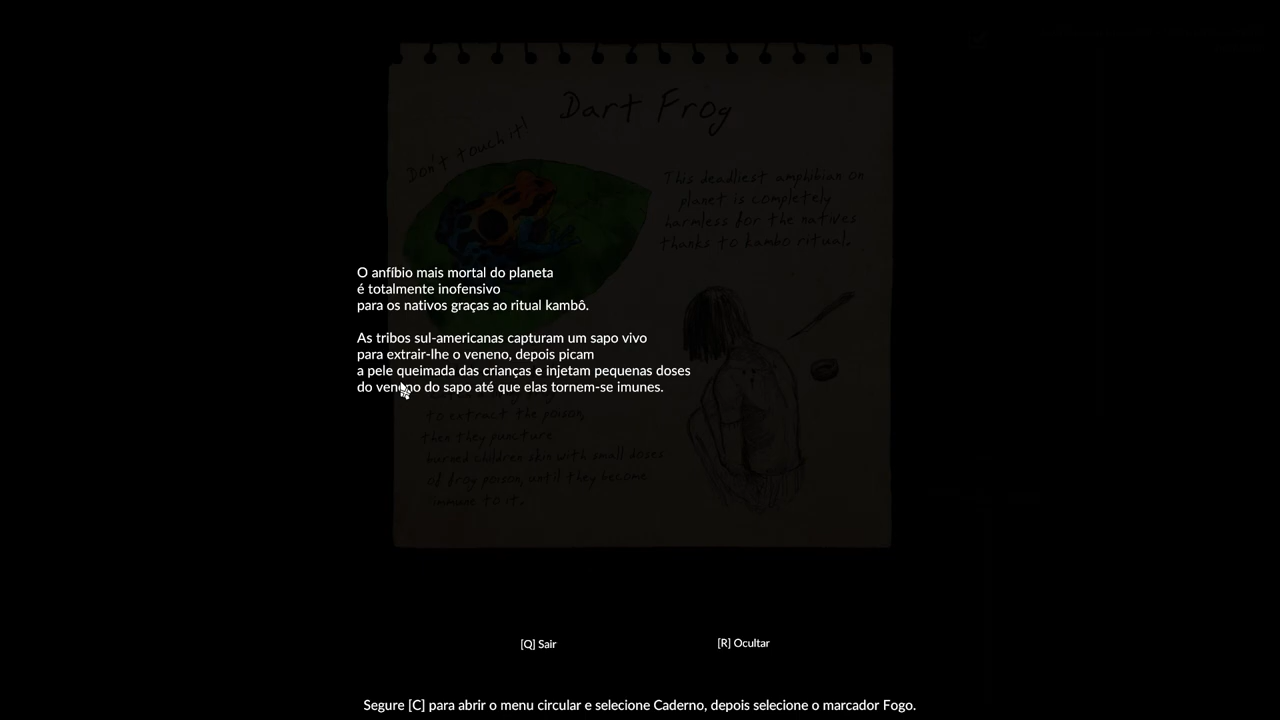 Dart Frog
Don't touch it!
This deadliest amphibian on
planet is completely
harmless for the natives
thanks to kambo ritual.
O anfíbio mais mortal do planeta
é totalmente inofensivo
para os nativos graças ao ritual kambô.
As tribos sul-americanas capturam um sapo vivo
para extrair-lhe o veneno, depois picam
a pele queimada das crianças e injetam pequenas doses
do veneno do sapo até que elas tornem-se imunes.
to extract the poison,
then they puncture
burned children skin with small doses
of frog poison, until they become
immune to it.
[Q] Sair
[R] Ocultar
Segure [C] para abrir o menu circular e selecione Caderno, depois selecione o marcador Fogo.